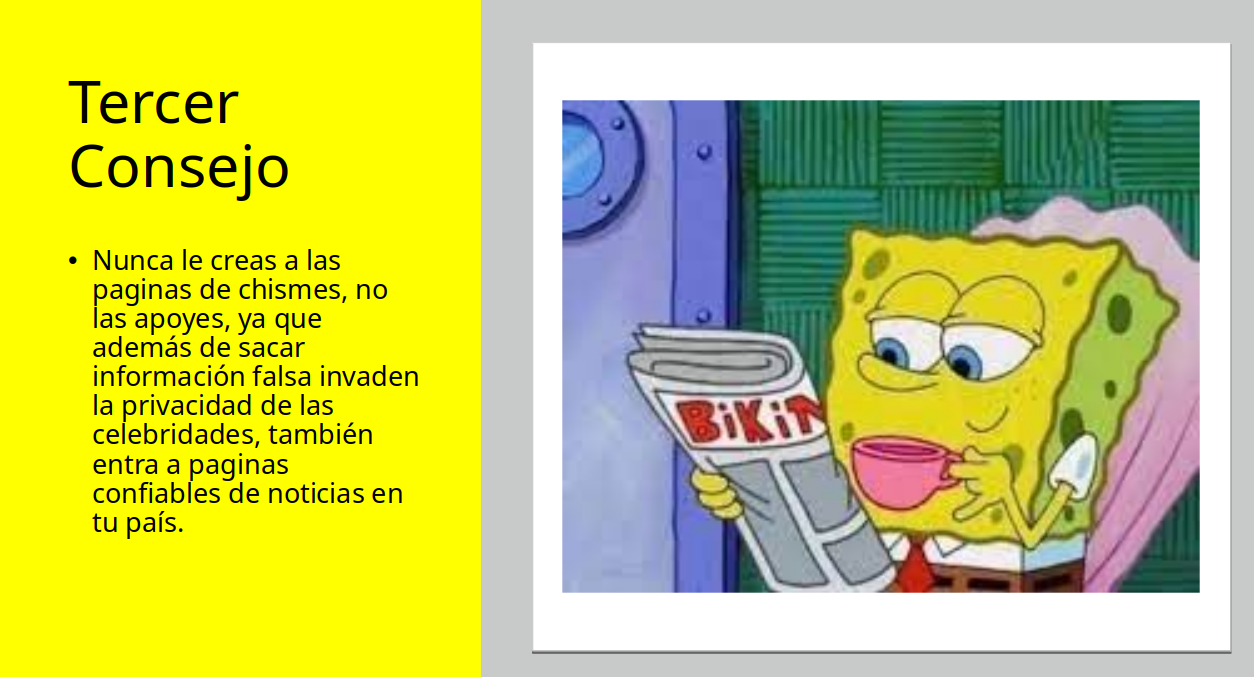 Tercer
Consejo
• Nunca le creas a las
paginas de chismes, no
las apoyes, ya que
además de sacar
información falsa invaden
la privacidad de las
celebridades, también
entra a paginas
confiables de noticias en
tu país.
BiKiN